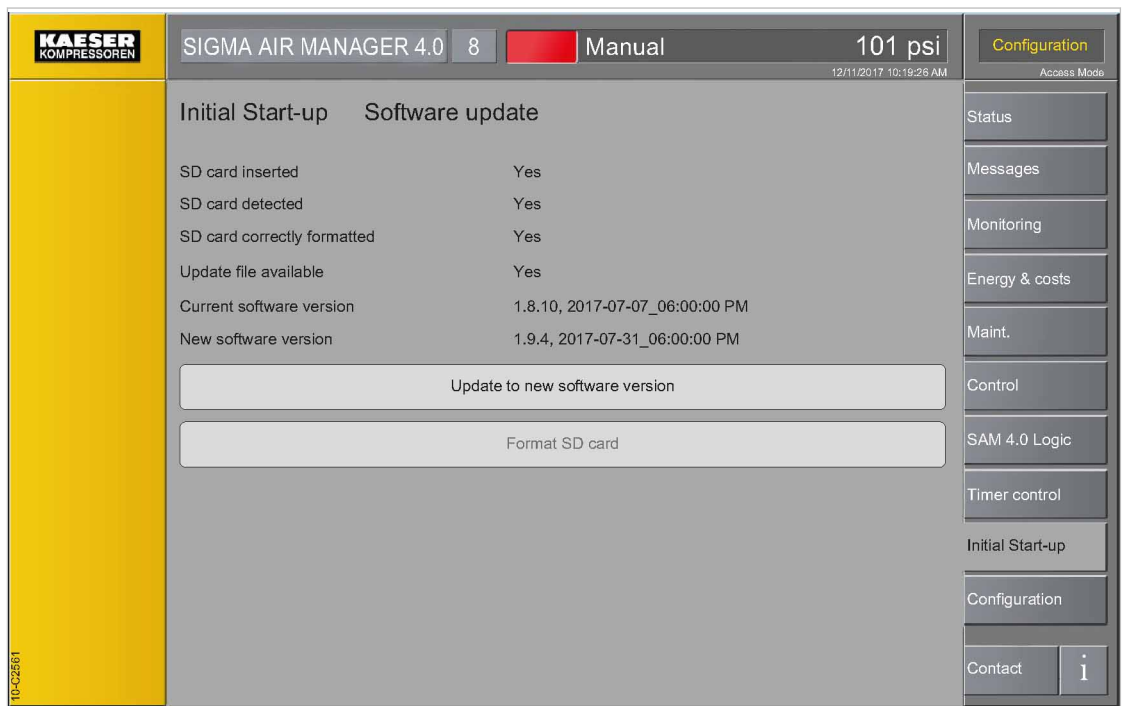 KAESER
KOMPRESSOREN
SIGMA AIR MANAGER 4.0 8 Manual 101 psi
12/11/2017 10:19:26 AM
Configuration
Access Mode
Initial Start-up Software update
SD card inserted Yes
SD card detected Yes
SD card correctly formatted Yes
Update file available Yes
Current software version 1.8.10, 2017-07-07_06:00:00 PM
New software version 1.9.4, 2017-07-31_06:00:00 PM
Update to new software version
Format SD card
Status
Messages
Monitoring
Energy & costs
Maint.
Control
SAM 4.0 Logic
Timer control
Initial Start-up
Configuration
Contact i
10-C2561